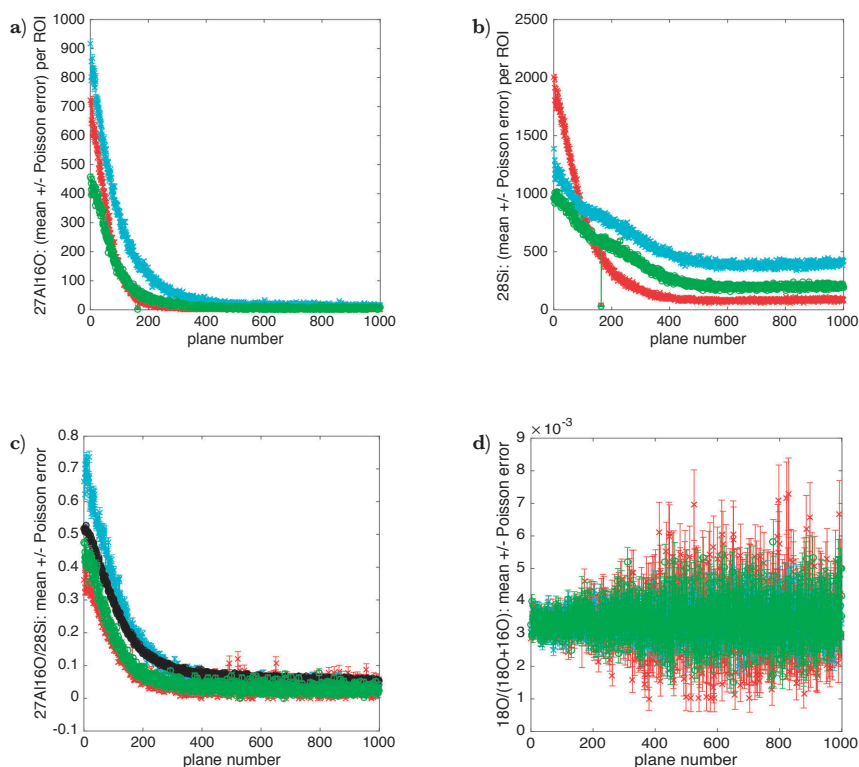 a)
27Al16O: (mean +/- Poisson error) per ROI
1000
900
800
700
600
500
400
300
200
100
0
0 200 400 600 800 1000
plane number
b)
28Si: (mean +/- Poisson error) per ROI
2500
2000
1500
1000
500
0
0 200 400 600 800 1000
plane number
c)
27Al16O/28Si: mean +/- Poisson error
0.8
0.7
0.6
0.5
0.4
0.3
0.2
0.1
0
-0.1
0 200 400 600 800 1000
plane number
d)
18O/(18O+16O): mean +/- Poisson error
× 10⁻³
9
8
7
6
5
4
3
2
1
0
0 200 400 600 800 1000
plane number